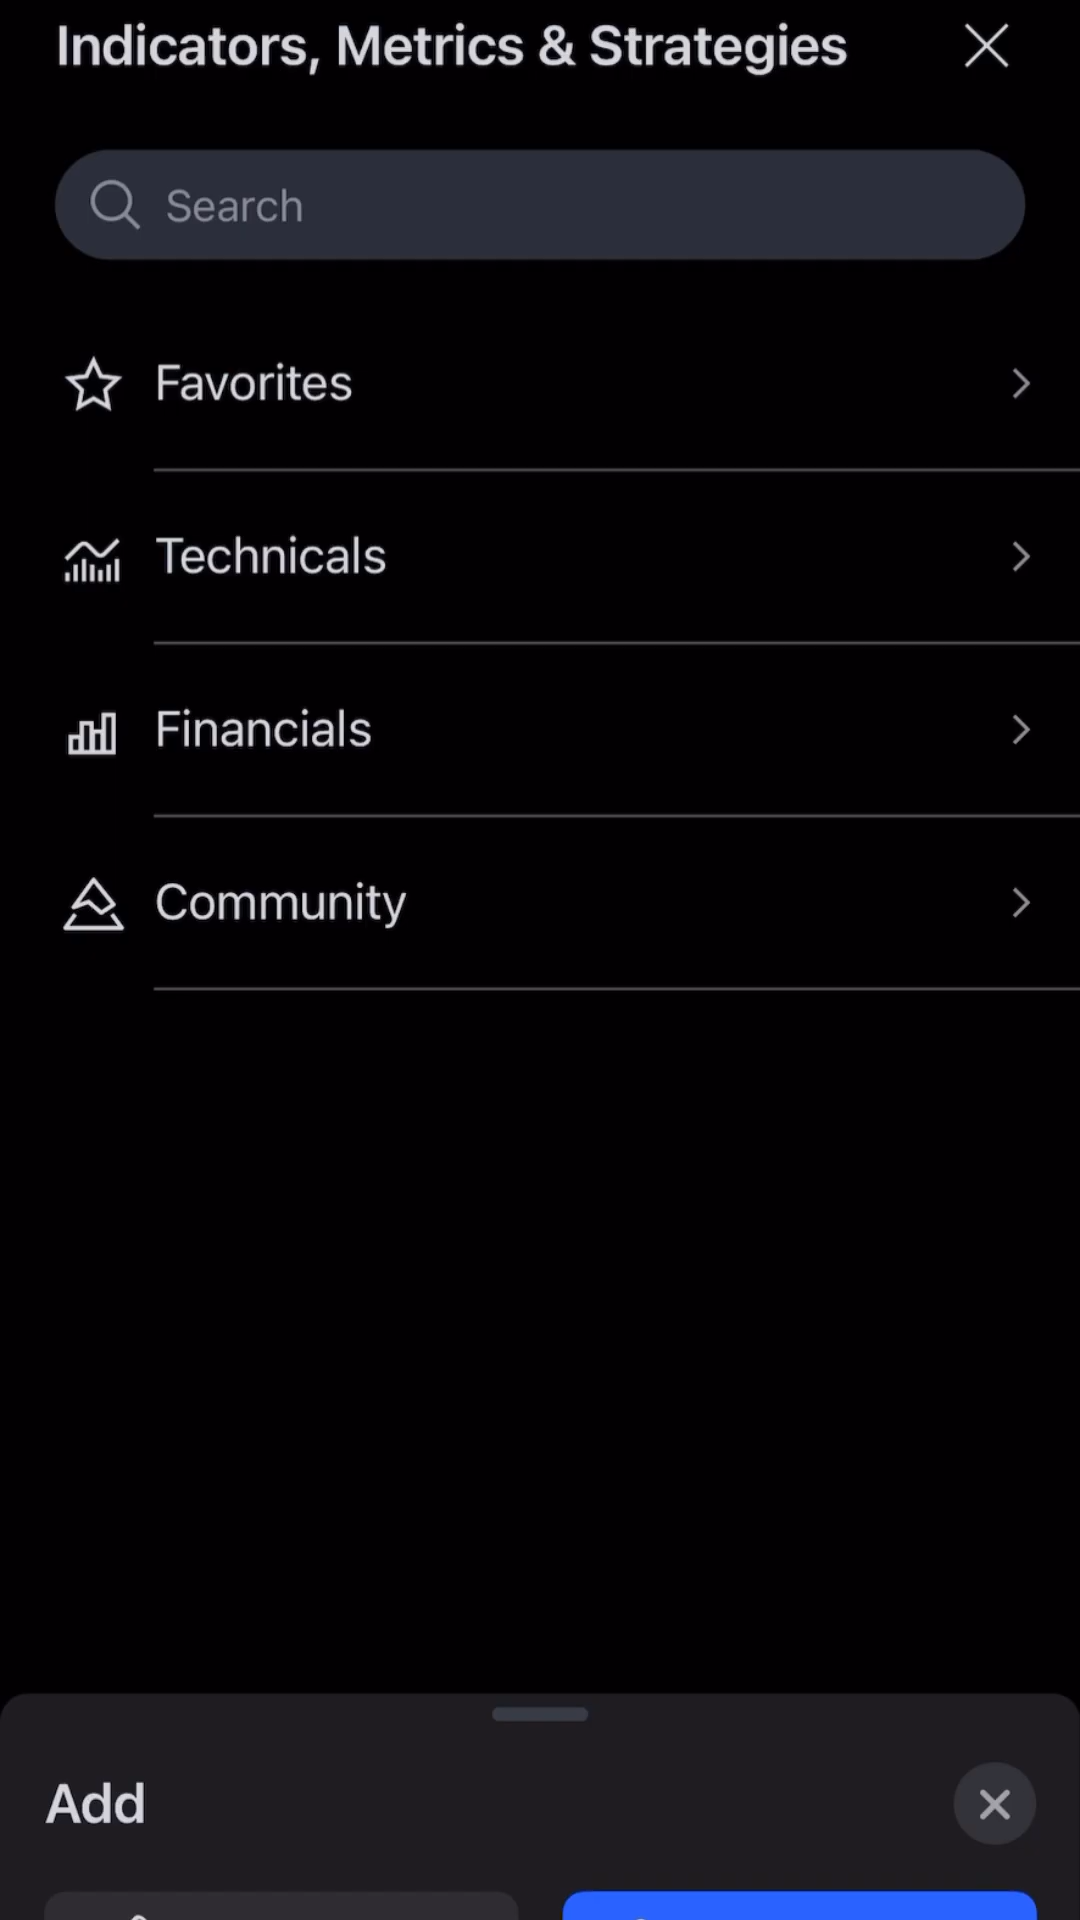 Indicators, Metrics & Strategies
Search
Favorites
Technicals
Financials
Community
Add